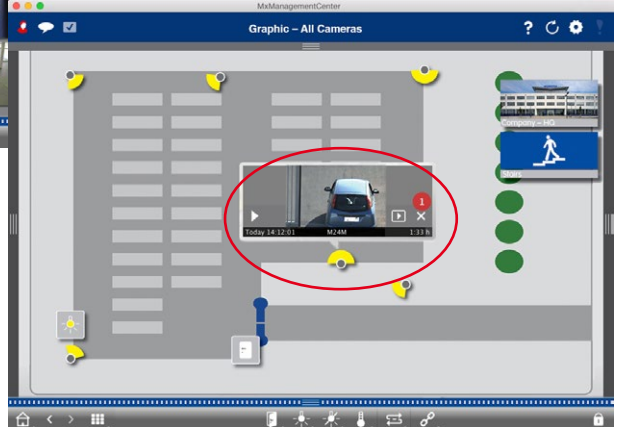 MxManagementCenter
Graphic – All Cameras
?
Company – HQ
Stairs
1
Today 14:12:01 M24M 1:33 h